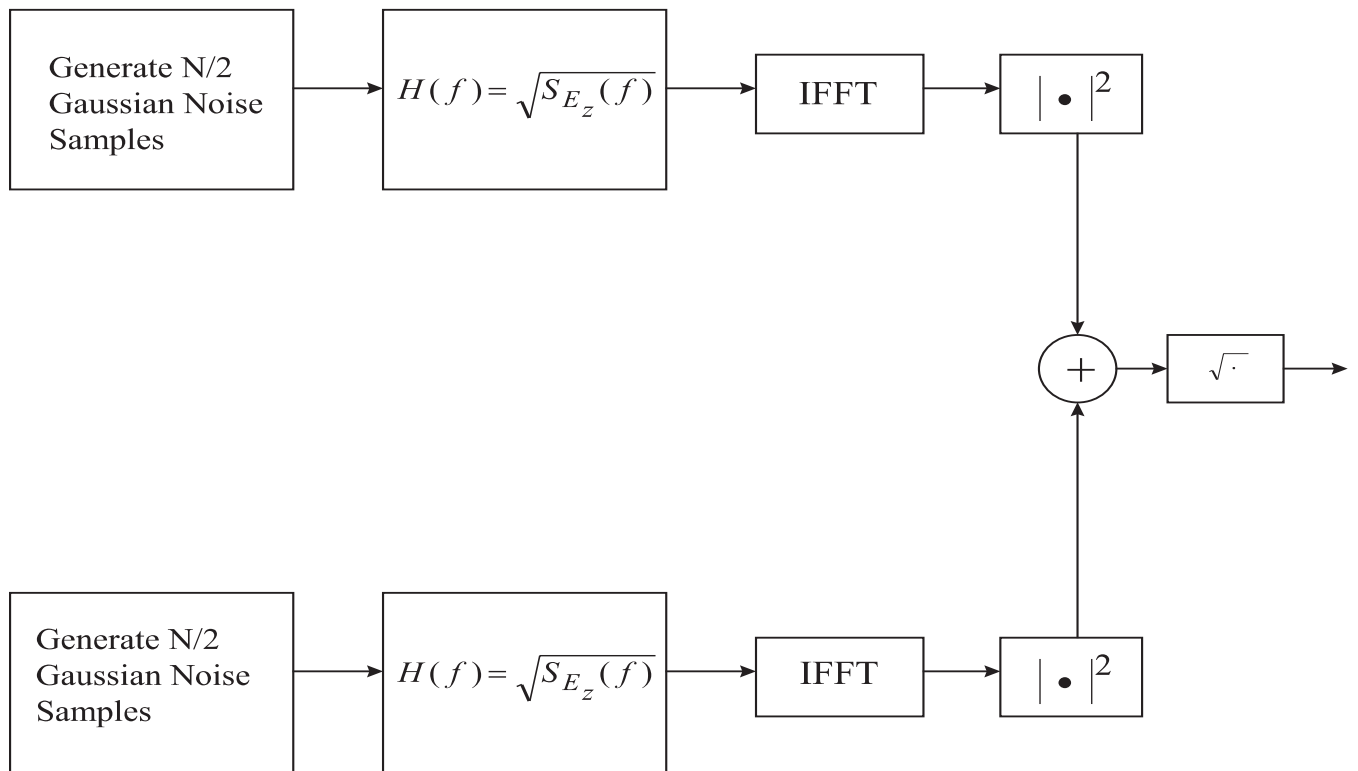 Generate N/2
Gaussian Noise
Samples
H(f) = √S_{E_z}(f)
IFFT
| • |²
+
√·
Generate N/2
Gaussian Noise
Samples
H(f) = √S_{E_z}(f)
IFFT
| • |²